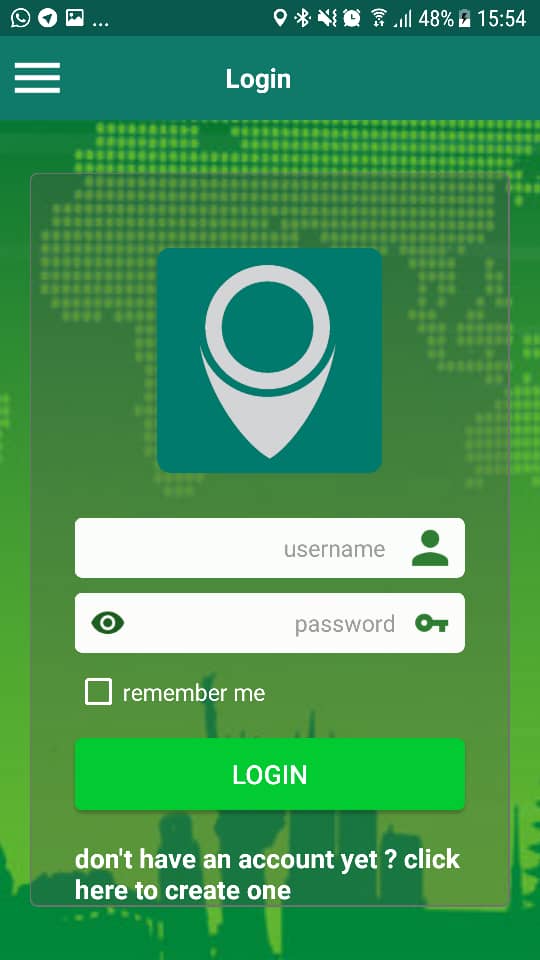 ... 48% 15:54
Login
username
password
remember me
LOGIN
don't have an account yet ? click
here to create one